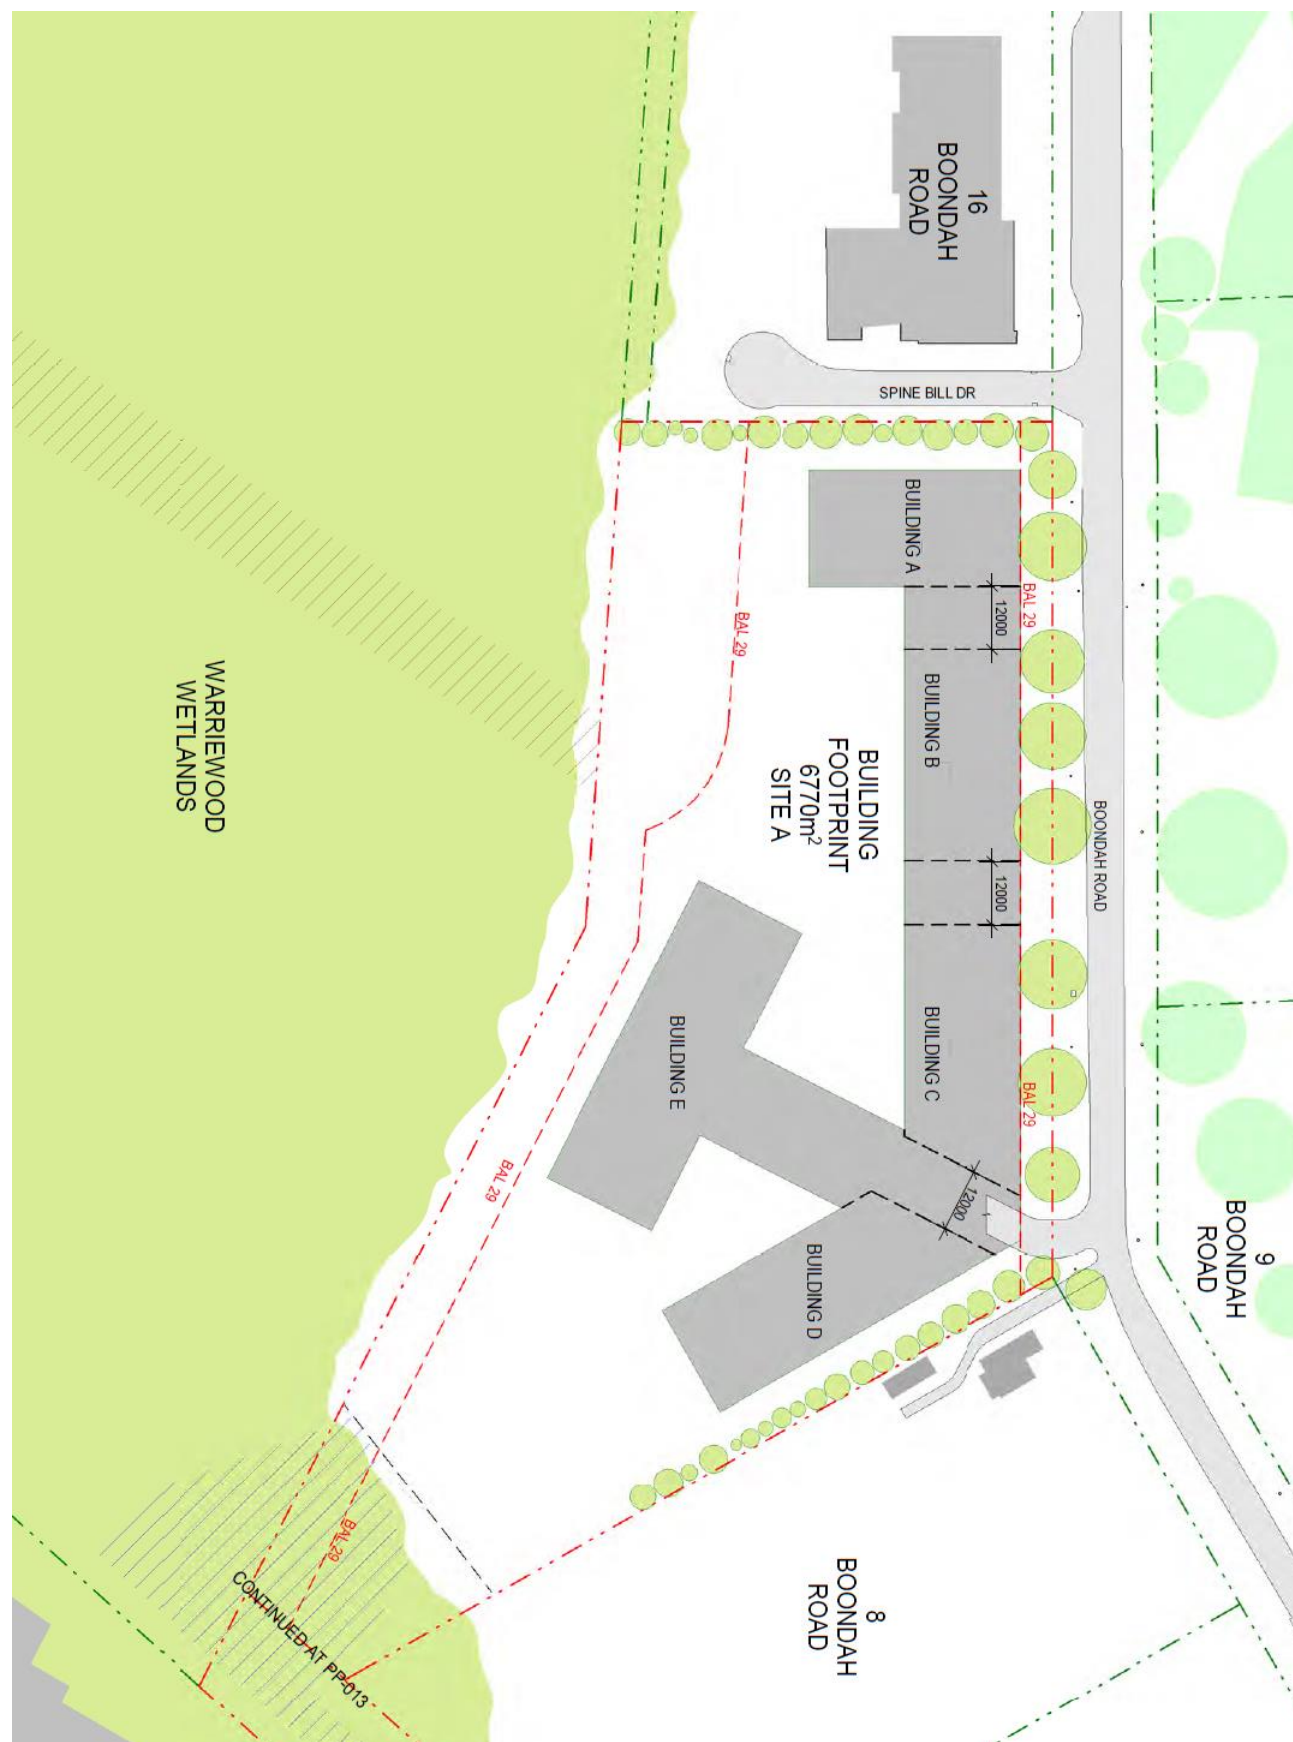 16
BOONDAH
ROAD
SPINE BILL DR
BUILDING A
BAL 29
12000
BAL 29
BUILDING B
WARRIEWOOD
WETLANDS
BUILDING
FOOTPRINT
6770m²
SITE A
BOONDAH ROAD
12000
BUILDING C
BUILDING E
BAL 29
BAL 29
12000
BUILDING D
9
BOONDAH
ROAD
BAL 29
8
BOONDAH
ROAD
CONTINUED AT PP-013